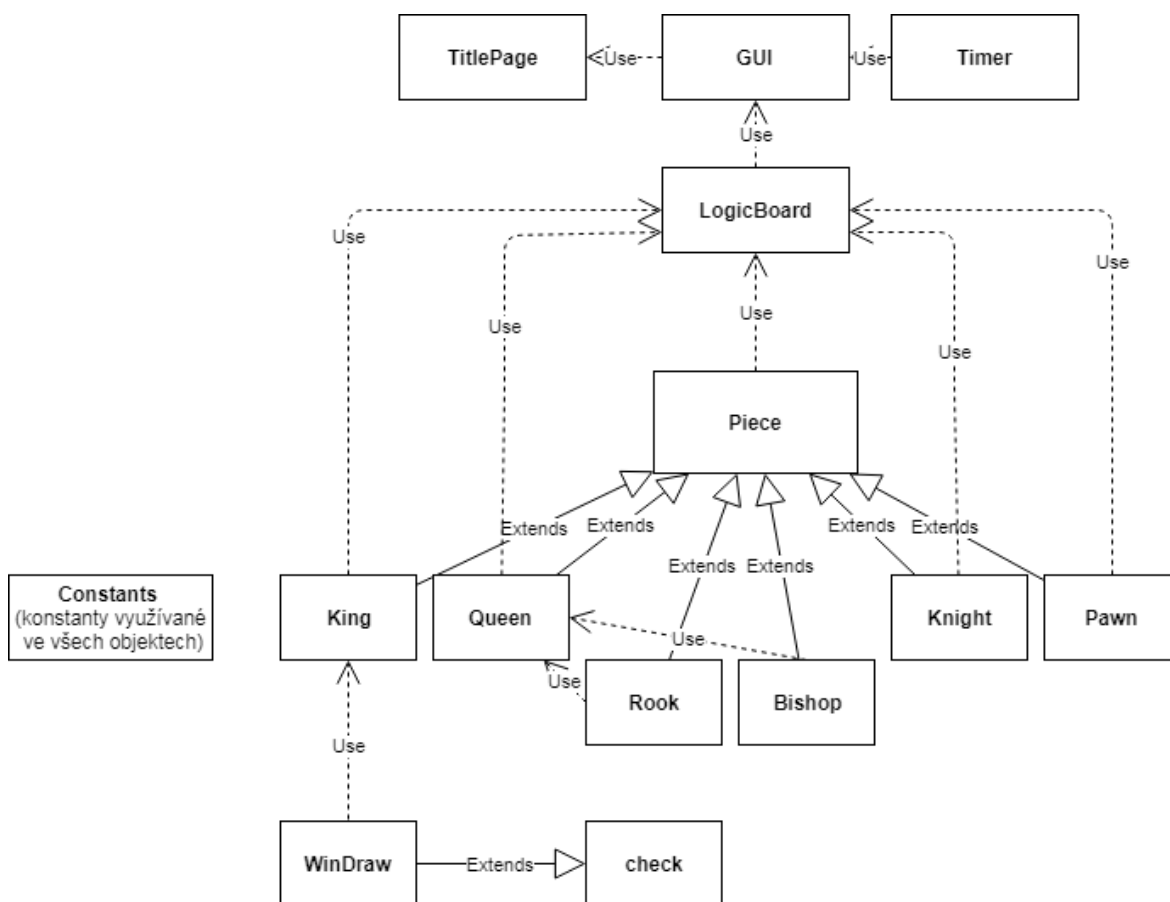 TitlePage
Use
GUI
Use
Timer
Use
LogicBoard
Use
Use
Use
Use
Use
Piece
Extends
Extends
Extends
Extends
Extends
Extends
Constants
(konstanty využívané
ve všech objektech)
King
Queen
Use
Knight
Pawn
Use
Rook
Bishop
Use
WinDraw
Extends
check